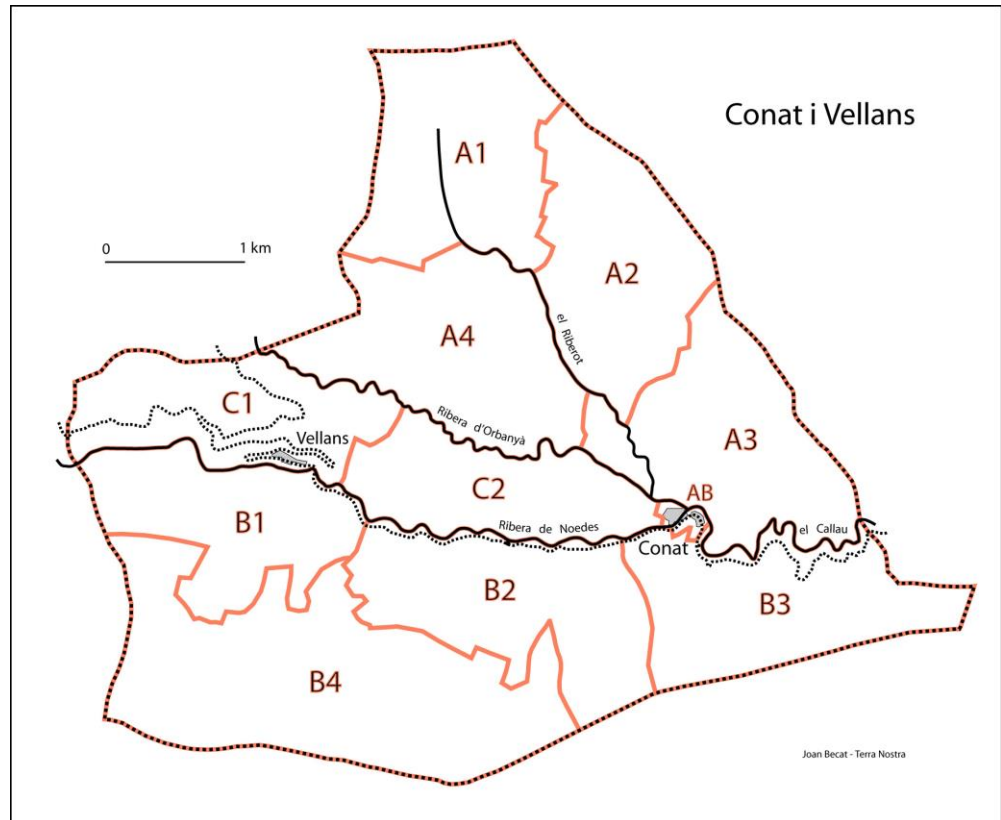 Conat i Vellans
A1
0 1 km
A2
el Riberot
A4
C1
Ribera d'Orbanyà
Vellans
A3
C2
AB
B1
Ribera de Noedes
el Callau
Conat
B2
B3
B4
Joan Becat - Terra Nostra